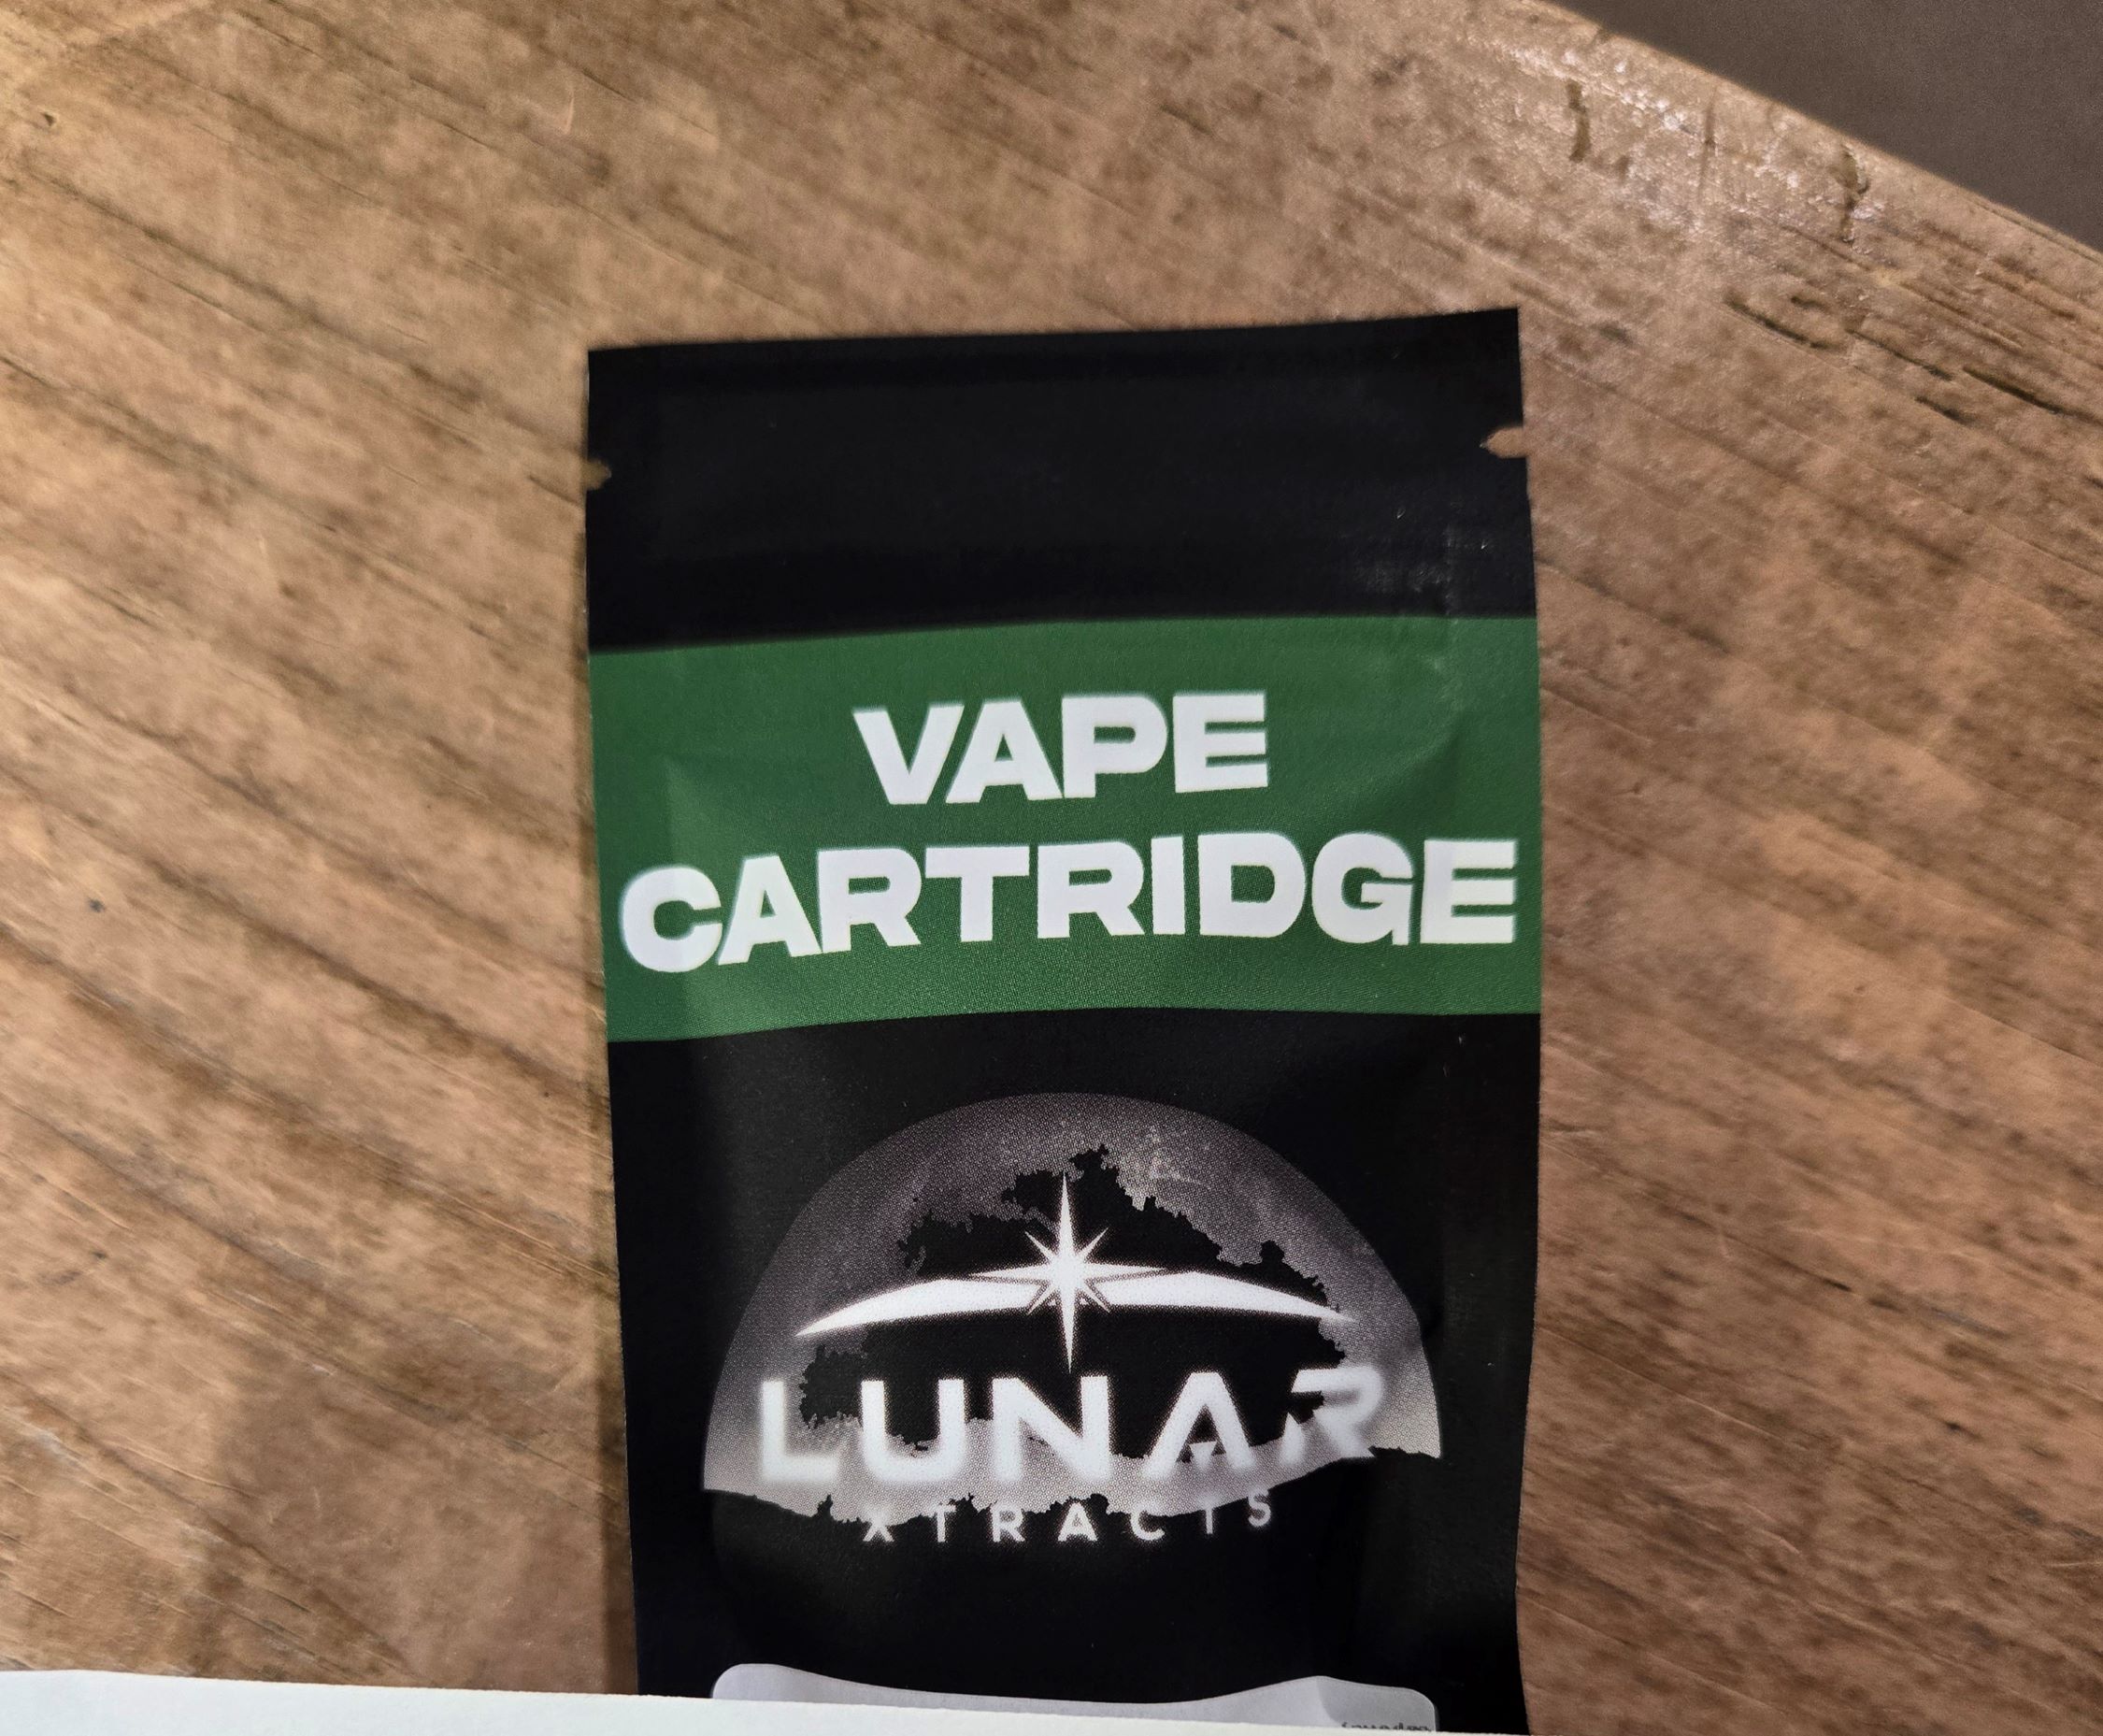 VAPE
CARTRIDGE
LUNAR
XTRACTS